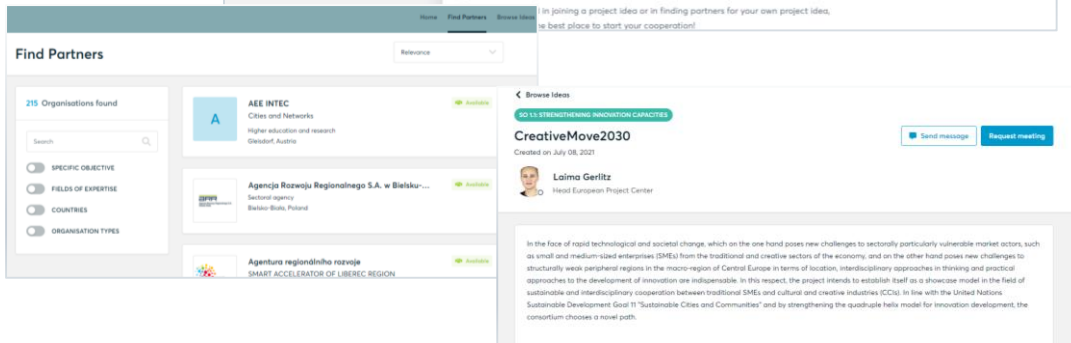 l in joining a project idea or in finding partners for your own project idea,
he best place to start your cooperation!
Home Find Partners Browse Ideas
Find Partners
Relevance
215 Organisations found
Search
SPECIFIC OBJECTIVE
FIELDS OF EXPERTISE
COUNTRIES
ORGANISATION TYPES
A
AEE INTEC
Available
Cities and Networks
Higher education and research
Gleisdorf, Austria
Agencja Rozwoju Regionalnego S.A. w Bielsku-...
Available
Sectoral agency
Bielsko-Biała, Poland
Agentura regionálního rozvoje
Available
SMART ACCELERATOR OF LIBEREC REGION
Browse Ideas
SO 1.1: STRENGTHENING INNOVATION CAPACITIES
CreativeMove2030
Send message
Request meeting
Created on July 08, 2021
Laima Gerlitz
Head European Project Center
In the face of rapid technological and societal change, which on the one hand poses new challenges to sectorally particularly vulnerable market actors, such
as small and medium-sized enterprises (SMEs) from the traditional and creative sectors of the economy, and on the other hand poses new challenges to
structurally weak peripheral regions in the macro-region of Central Europe in terms of location, interdisciplinary approaches in thinking and practical
approaches to the development of innovation are indispensable. In this respect, the project intends to establish itself as a showcase model in the field of
sustainable and interdisciplinary cooperation between traditional SMEs and cultural and creative industries (CCIs). In line with the United Nations
Sustainable Development Goal 11 "Sustainable Cities and Communities" and by strengthening the quadruple helix model for innovation development, the
consortium chooses a novel path.